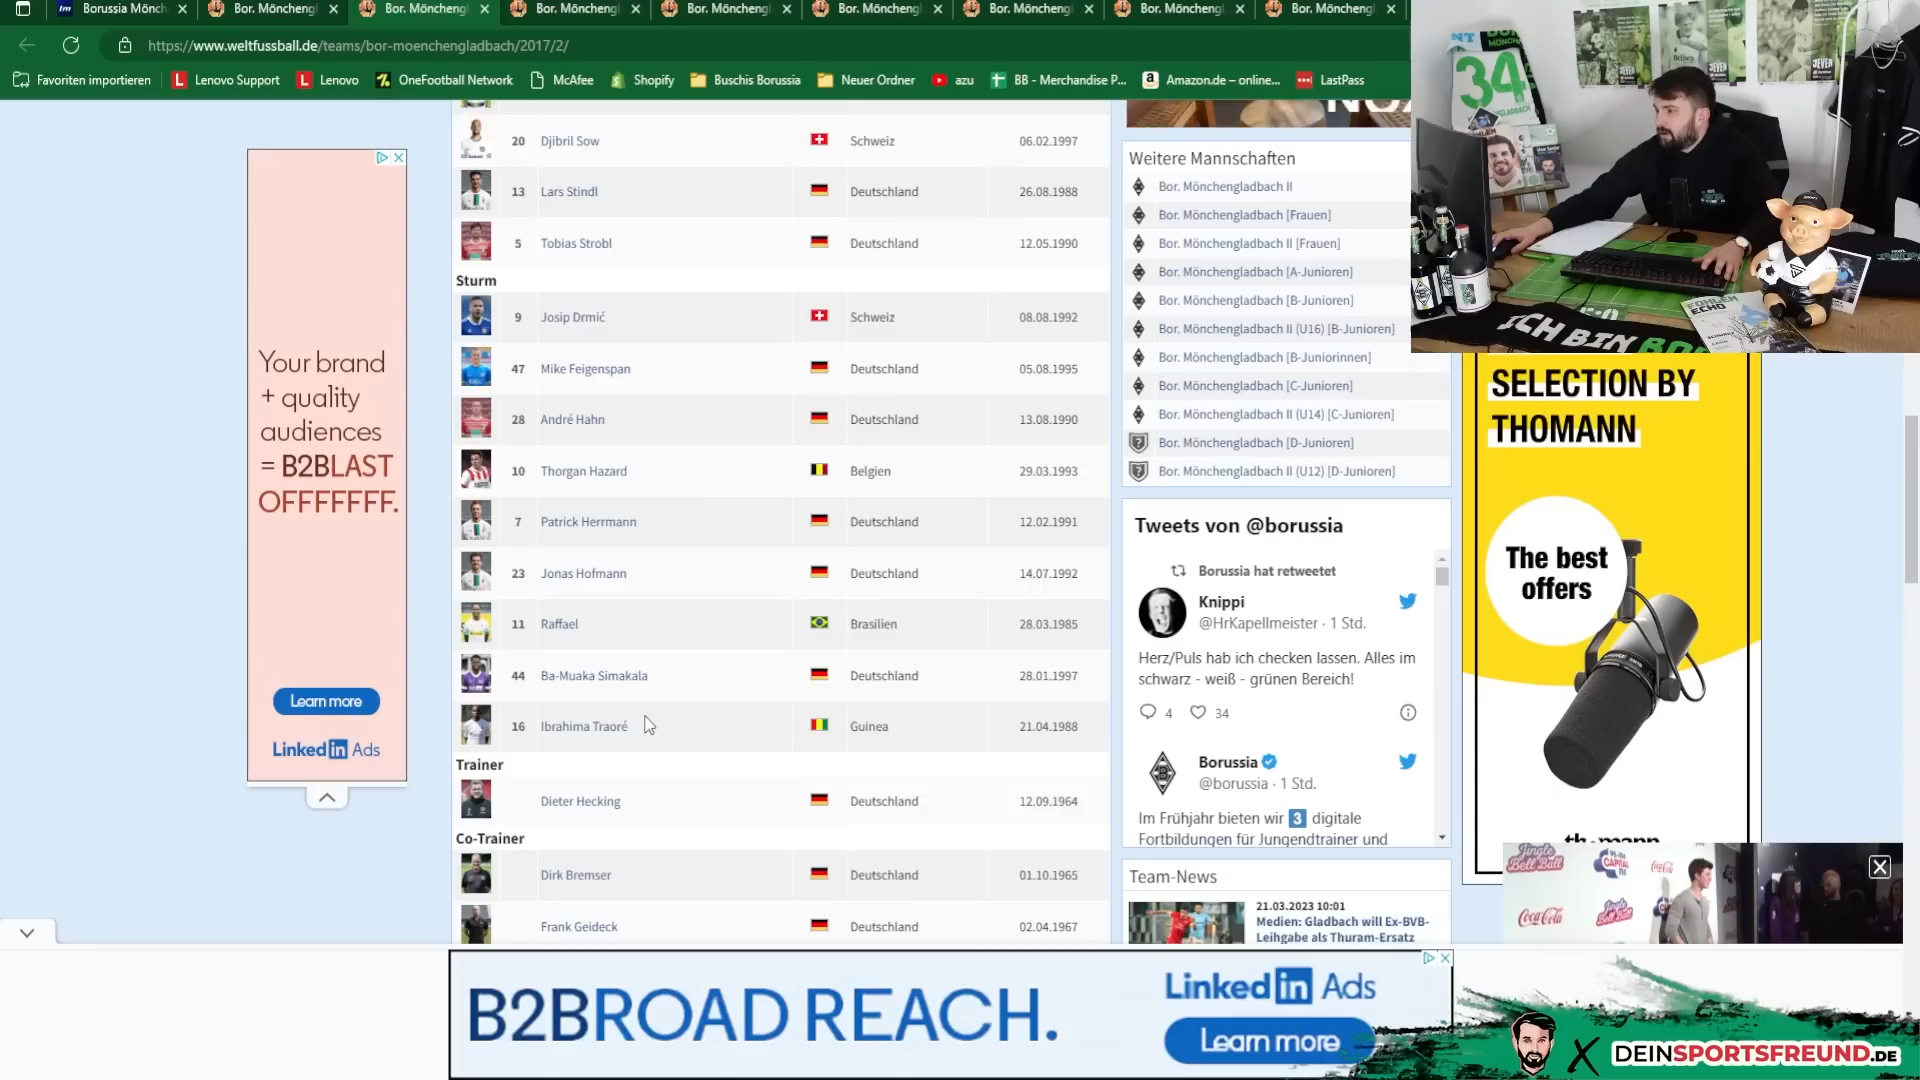 Borussia Mönch
Bor. Möncheng
Bor. Möncheng
Bor. Möncheng
Bor. Möncheng
Bor. Möncheng
Bor. Möncheng
Bor. Möncheng
Bor. Möncheng
https://www.weltfussball.de/teams/bor-moenchengladbach/2017/2/
Favoriten importieren
Lenovo Support
Lenovo
OneFootball Network
McAfee
Shopify
Buschis Borussia
Neuer Ordner
azu
BB - Merchandise P...
Amazon.de – online...
LastPass
20 Djibril Sow Schweiz 06.02.1997
13 Lars Stindl Deutschland 26.08.1988
5 Tobias Strobl Deutschland 12.05.1990
Sturm
9 Josip Drmić Schweiz 08.08.1992
47 Mike Feigenspan Deutschland 05.08.1995
28 André Hahn Deutschland 13.08.1990
10 Thorgan Hazard Belgien 29.03.1993
7 Patrick Herrmann Deutschland 12.02.1991
23 Jonas Hofmann Deutschland 14.07.1992
11 Raffael Brasilien 28.03.1985
44 Ba-Muaka Simakala Deutschland 28.01.1997
16 Ibrahima Traoré Guinea 21.04.1988
Trainer
Dieter Hecking Deutschland 12.09.1964
Co-Trainer
Dirk Bremser Deutschland 01.10.1965
Frank Geideck Deutschland 02.04.1967
Your brand
+ quality
audiences
= B2BLAST
OFFFFFFF.
Learn more
Linked in Ads
Weitere Mannschaften
Bor. Mönchengladbach II
Bor. Mönchengladbach [Frauen]
Bor. Mönchengladbach II [Frauen]
Bor. Mönchengladbach [A-Junioren]
Bor. Mönchengladbach [B-Junioren]
Bor. Mönchengladbach II (U16) [B-Junioren]
Bor. Mönchengladbach [B-Juniorinnen]
Bor. Mönchengladbach [C-Junioren]
Bor. Mönchengladbach II (U14) [C-Junioren]
Bor. Mönchengladbach [D-Junioren]
Bor. Mönchengladbach II (U12) [D-Junioren]
Tweets von @borussia
Borussia hat retweetet
Knippi
@HrKapellmeister · 1 Std.
Herz/Puls hab ich checken lassen. Alles im
schwarz - weiß - grünen Bereich!
4 34
Borussia
@borussia · 1 Std.
Im Frühjahr bieten wir 3 digitale
Fortbildungen für Jugendtrainer und
Team-News
21.03.2023 10:01
Medien: Gladbach will Ex-BVB-
Leihgabe als Thuram-Ersatz
34
JEVER
JEVER
FOHLEN
ECHO
ICH BIN BOR
SELECTION BY
THOMANN
The best
offers
Jingle
Bell Ball
CAPITAL
Coca-Cola
B2BROAD REACH.
Linked in Ads
Learn more
X DEINSPORTSFREUND.DE